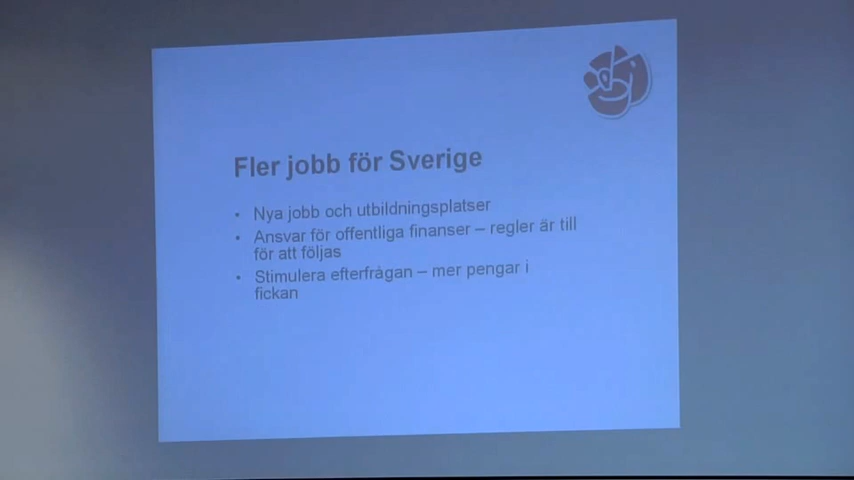 Fler jobb för Sverige
• Nya jobb och utbildningsplatser
• Ansvar för offentliga finanser – regler är till
för att följas
• Stimulera efterfrågan – mer pengar i
fickan